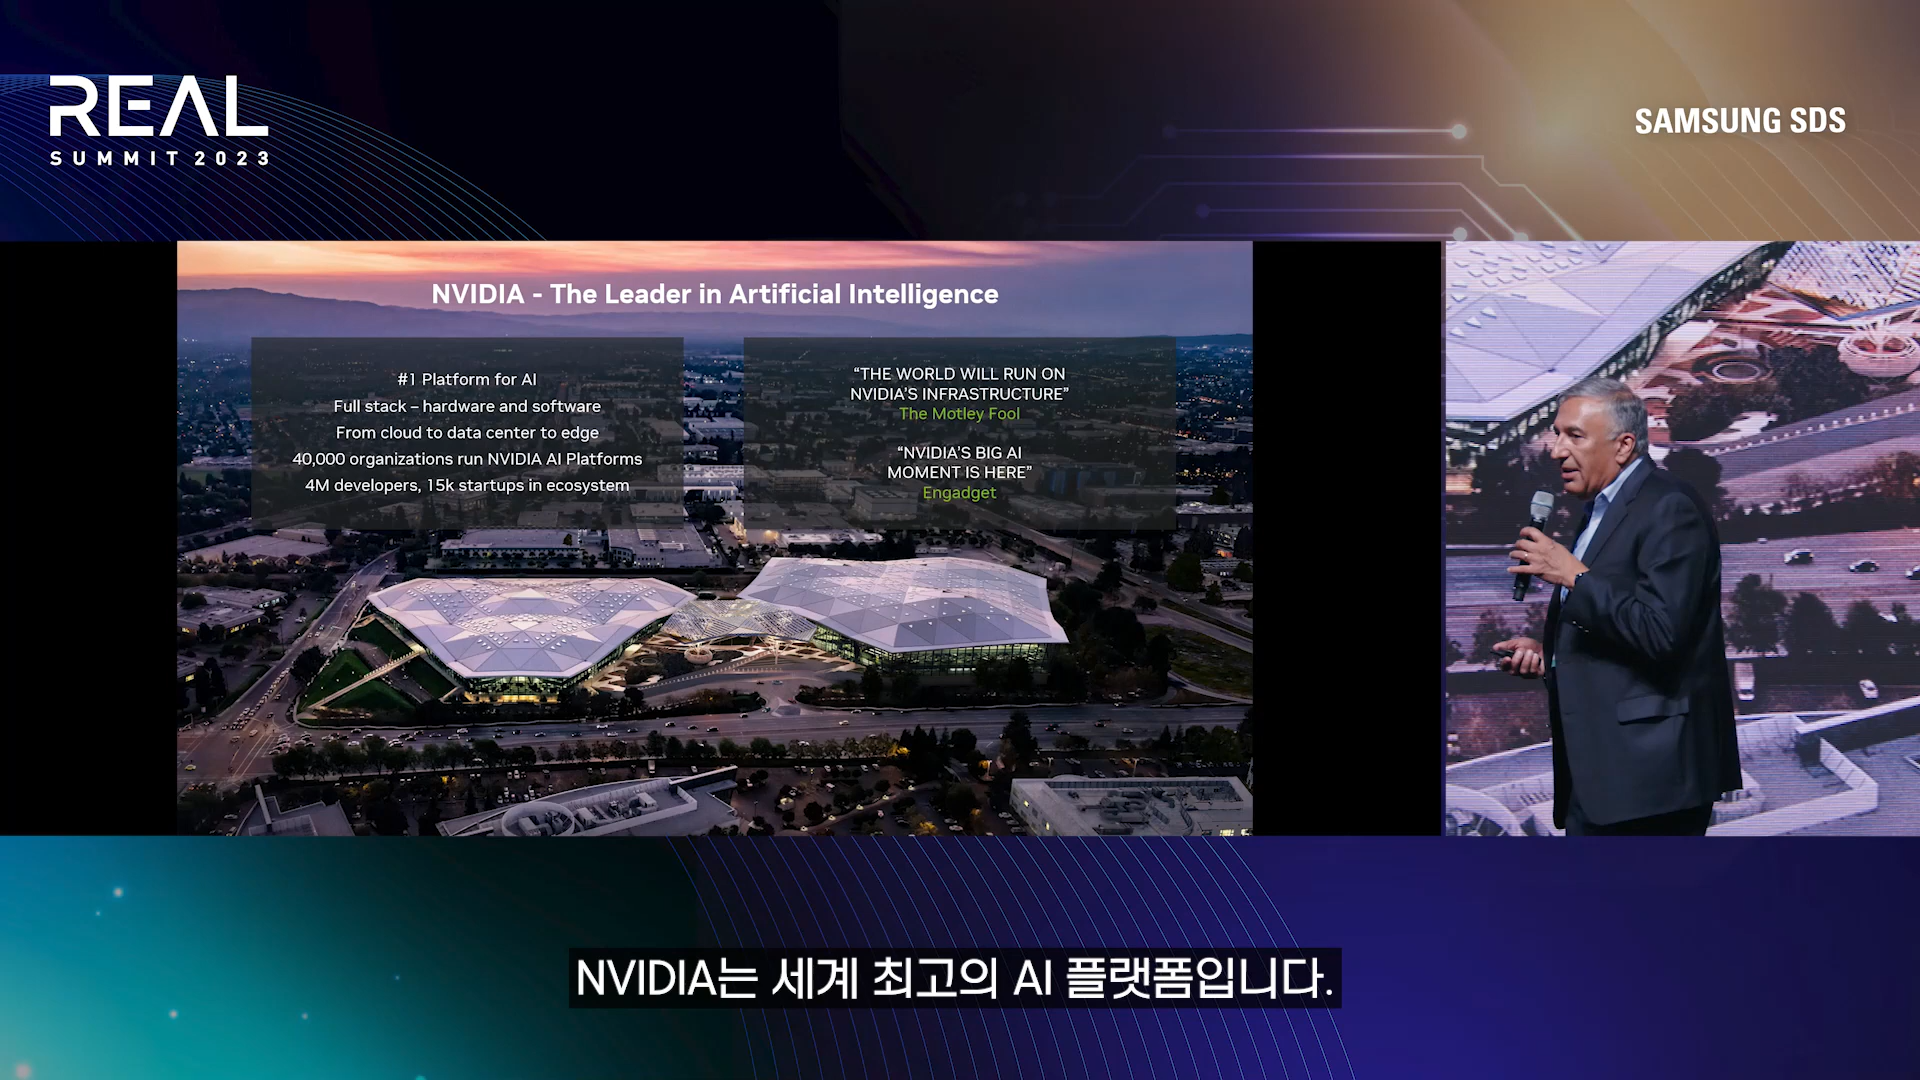 REAL
SUMMIT 2023
SAMSUNG SDS
NVIDIA - The Leader in Artificial Intelligence
#1 Platform for AI
Full stack – hardware and software
From cloud to data center to edge
40,000 organizations run NVIDIA AI Platforms
4M developers, 15k startups in ecosystem
“THE WORLD WILL RUN ON
NVIDIA’S INFRASTRUCTURE”
The Motley Fool
“NVIDIA’S BIG AI
MOMENT IS HERE”
Engadget
NVIDIA는 세계 최고의 AI 플랫폼입니다.